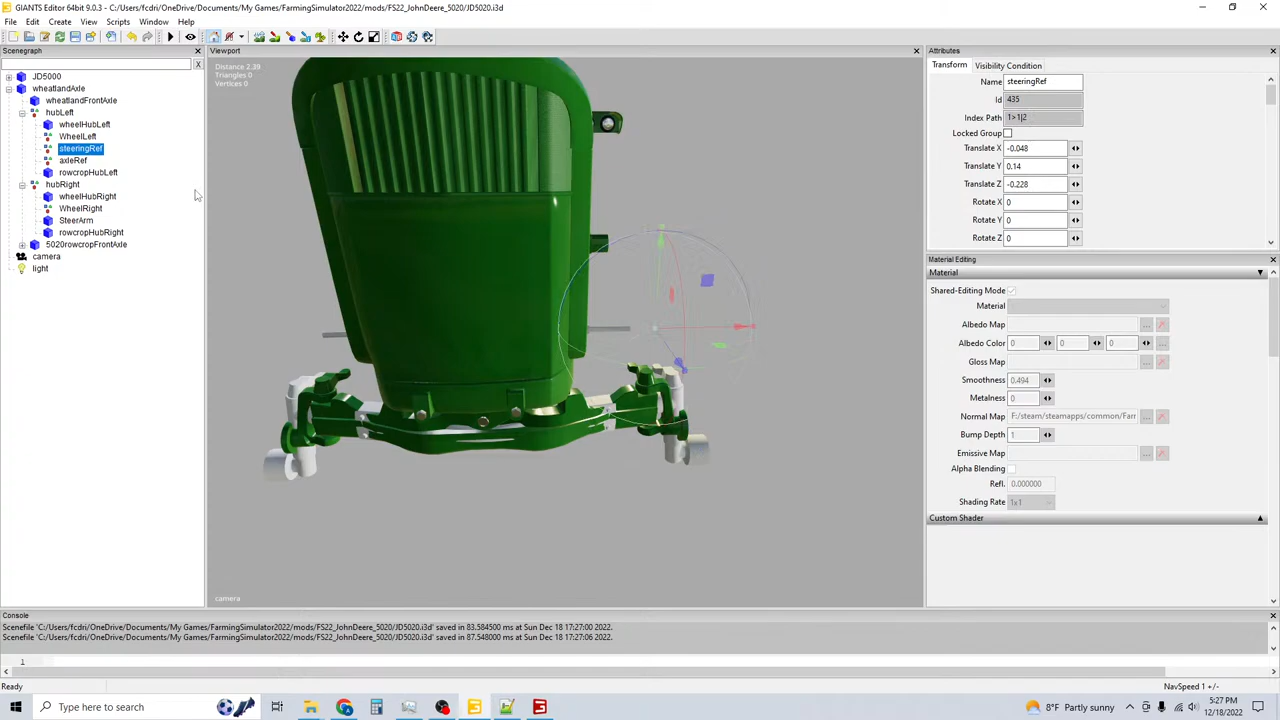 GIANTS Editor 64bit 9.0.3 - C:/Users/fcdri/OneDrive/Documents/My Games/FarmingSimulator2022/mods/FS22_JohnDeere_5020/JD5020.i3d
File Edit Create View Scripts Window Help
Scenegraph
X
JD5000
wheatlandAxle
wheatlandFrontAxle
hubLeft
wheelHubLeft
WheelLeft
steeringRef
axleRef
rowcropHubLeft
hubRight
wheelHubRight
WheelRight
SteerArm
rowcropHubRight
5020rowcropFrontAxle
camera
light
Viewport
Distance 2.39
Triangles 0
Vertices 0
camera
Attributes
Transform Visibility Condition
Name steeringRef
Id 435
Index Path 1>1|2
Locked Group
Translate X -0.048
Translate Y 0.14
Translate Z -0.228
Rotate X 0
Rotate Y 0
Rotate Z 0
Material Editing
Material
Shared-Editing Mode
Material
Albedo Map ...
Albedo Color 0 0 0 ...
Gloss Map ...
Smoothness 0.494
Metalness 0
Normal Map F:/steam/steamapps/common/Farr ...
Bump Depth 1
Emissive Map ...
Alpha Blending
Refl. 0.000000
Shading Rate 1x1
Custom Shader
Console
Scenefile 'C:/Users/fcdri/OneDrive/Documents/My Games/FarmingSimulator2022/mods/FS22_JohnDeere_5020/JD5020.i3d' saved in 83.584500 ms at Sun Dec 18 17:27:00 2022.
Scenefile 'C:/Users/fcdri/OneDrive/Documents/My Games/FarmingSimulator2022/mods/FS22_JohnDeere_5020/JD5020.i3d' saved in 87.548000 ms at Sun Dec 18 17:27:06 2022.
1
Ready
NavSpeed 1 +/-
Type here to search
8°F Partly sunny
5:27 PM
12/18/2022